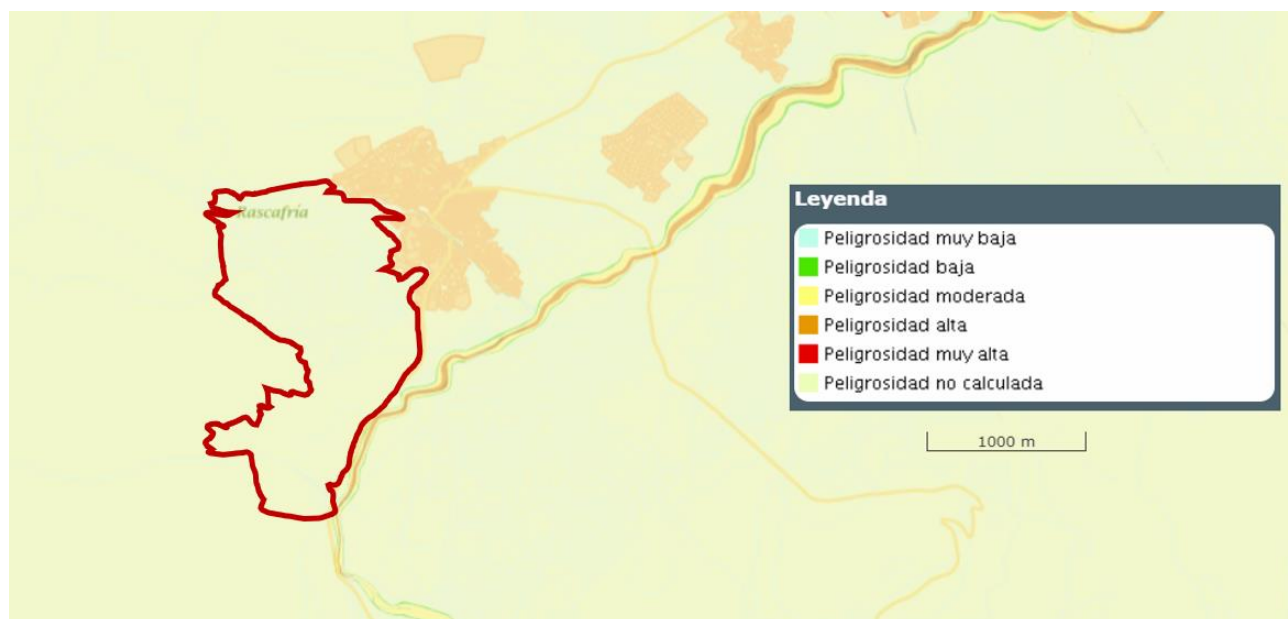 Rascafría
Leyenda
Peligrosidad muy baja
Peligrosidad baja
Peligrosidad moderada
Peligrosidad alta
Peligrosidad muy alta
Peligrosidad no calculada
1000 m